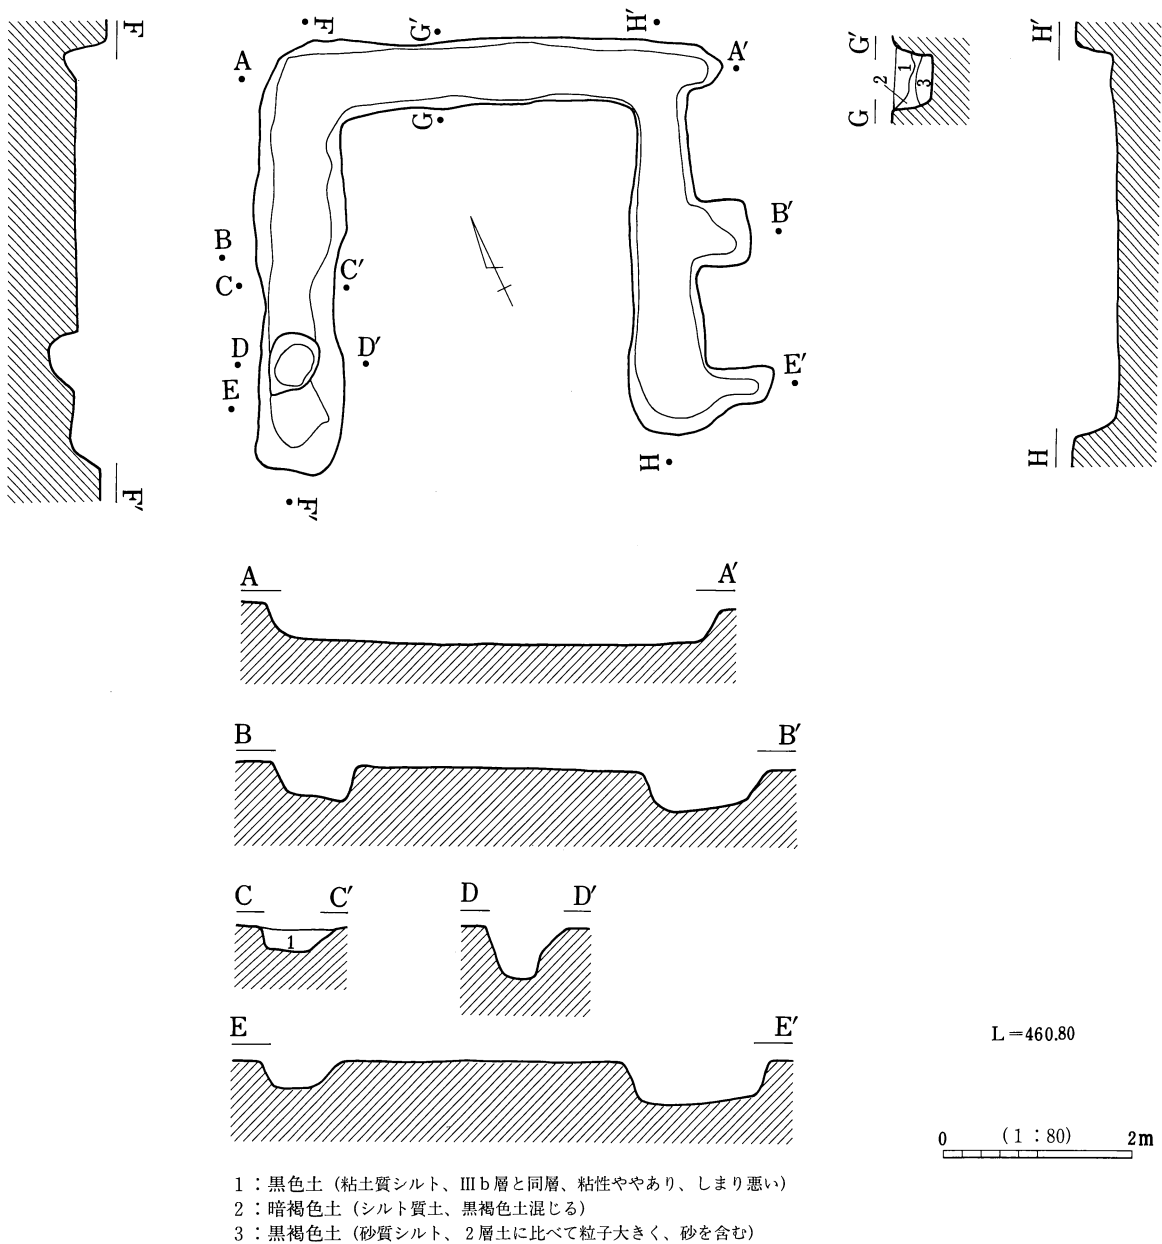 F
F′
G′
H′
A
A′
G
B
B′
C
C′
D
D′
E
E′
H
F
F′
G′
G
1
2
3
H′
H
A
A′
B
B′
C
C′
1
D
D′
E
E′
L＝460.80
0 (1：80) 2m
1：黒色土（粘土質シルト、Ⅲb層と同層、粘性ややあり、しまり悪い）
2：暗褐色土（シルト質土、黒褐色土混じる）
3：黒褐色土（砂質シルト、2層土に比べて粒子大きく、砂を含む）